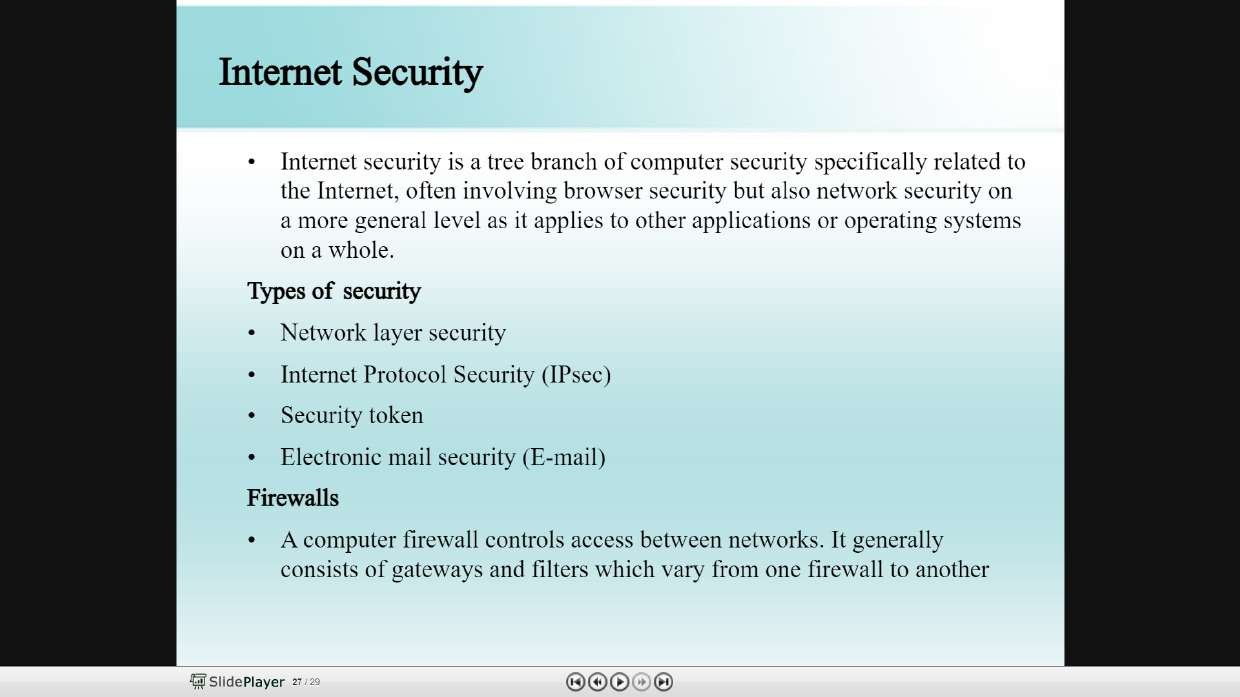 Internet Security
• Internet security is a tree branch of computer security specifically related to
the Internet, often involving browser security but also network security on
a more general level as it applies to other applications or operating systems
on a whole.
Types of security
• Network layer security
• Internet Protocol Security (IPsec)
• Security token
• Electronic mail security (E-mail)
Firewalls
• A computer firewall controls access between networks. It generally
consists of gateways and filters which vary from one firewall to another
SlidePlayer 27 / 29